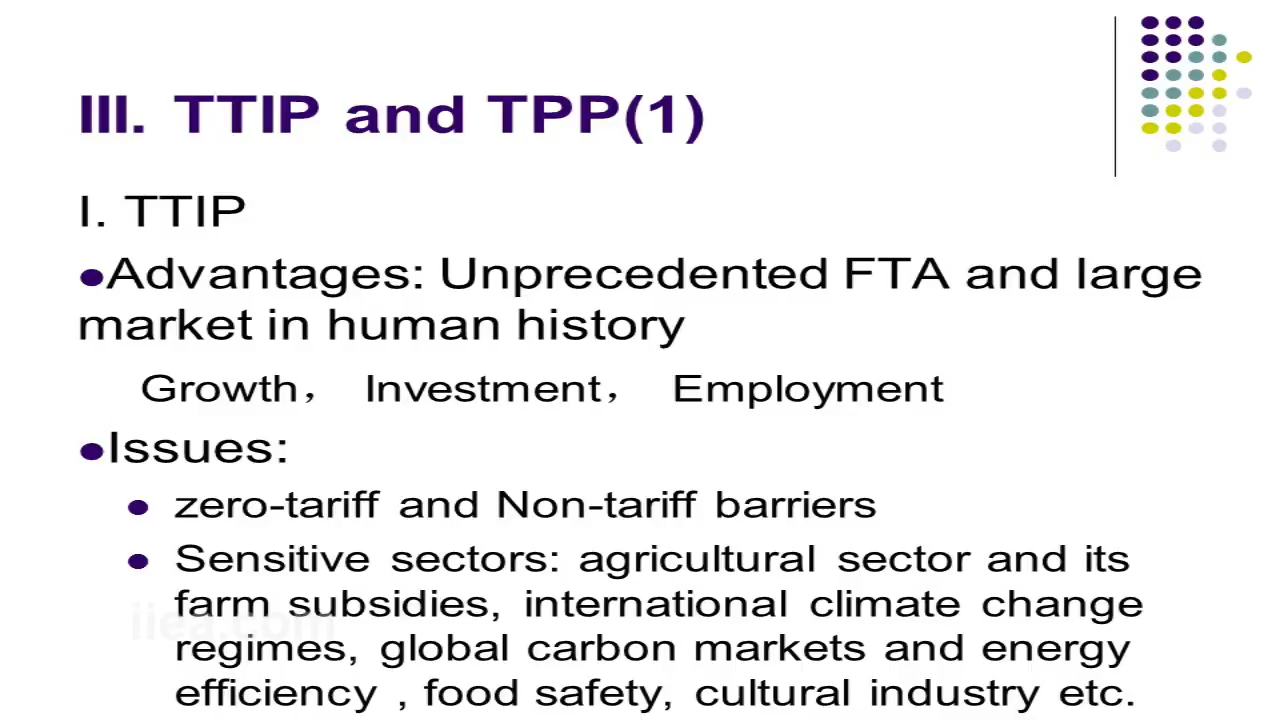 III. TTIP and TPP(1)
I. TTIP
●Advantages: Unprecedented FTA and large
market in human history
Growth， Investment， Employment
●Issues:
● zero-tariff and Non-tariff barriers
● Sensitive sectors: agricultural sector and its
farm subsidies, international climate change
regimes, global carbon markets and energy
efficiency , food safety, cultural industry etc.
iiea.com